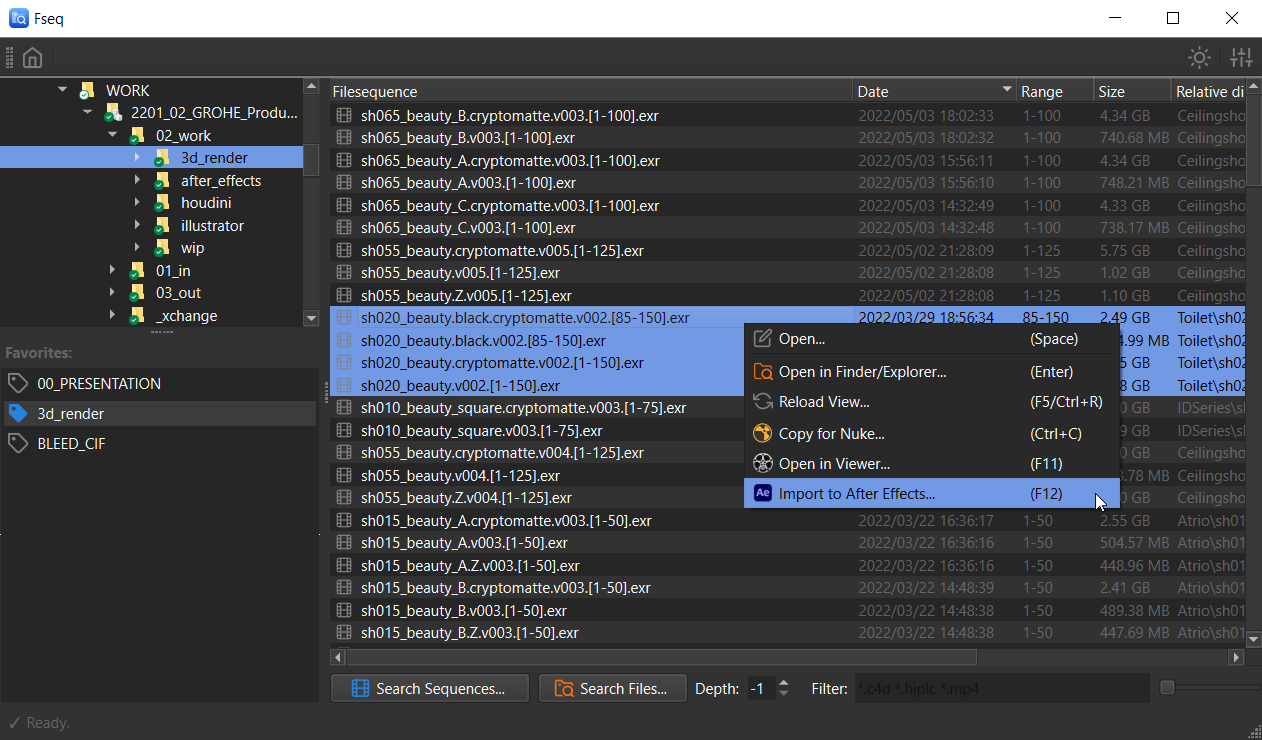 Fseq
WORK
2201_02_GROHE_Produ...
02_work
3d_render
after_effects
houdini
illustrator
wip
01_in
03_out
_xchange
Favorites:
00_PRESENTATION
3d_render
BLEED_CIF
Filesequence Date Range Size Relative di
sh065_beauty_B.cryptomatte.v003.[1-100].exr 2022/05/03 18:02:33 1-100 4.34 GB Ceilingsho
sh065_beauty_B.v003.[1-100].exr 2022/05/03 18:02:32 1-100 740.68 MB Ceilingsho
sh065_beauty_A.cryptomatte.v003.[1-100].exr 2022/05/03 15:56:11 1-100 4.34 GB Ceilingsho
sh065_beauty_A.v003.[1-100].exr 2022/05/03 15:56:10 1-100 748.21 MB Ceilingsho
sh065_beauty_C.cryptomatte.v003.[1-100].exr 2022/05/03 14:32:49 1-100 4.33 GB Ceilingsho
sh065_beauty_C.v003.[1-100].exr 2022/05/03 14:32:48 1-100 738.17 MB Ceilingsho
sh055_beauty.cryptomatte.v005.[1-125].exr 2022/05/02 21:28:09 1-125 5.75 GB Ceilingsho
sh055_beauty.v005.[1-125].exr 2022/05/02 21:28:08 1-125 1.02 GB Ceilingsho
sh055_beauty.Z.v005.[1-125].exr 2022/05/02 21:28:08 1-125 1.10 GB Ceilingsho
sh020_beauty.black.cryptomatte.v002.[85-150].exr 2022/03/29 18:56:34 85-150 2.49 GB Toilet\sh02
sh020_beauty.black.v002.[85-150].exr 4.99 MB Toilet\sh02
sh020_beauty.cryptomatte.v002.[1-150].exr 5 GB Toilet\sh02
sh020_beauty.v002.[1-150].exr 8 GB Toilet\sh02
sh010_beauty_square.cryptomatte.v003.[1-75].exr 0 GB IDSeries\sl
sh010_beauty_square.v003.[1-75].exr 9 GB IDSeries\sl
sh055_beauty.cryptomatte.v004.[1-125].exr 0 GB Ceilingsho
sh055_beauty.v004.[1-125].exr 3.78 MB Ceilingsho
sh055_beauty.Z.v004.[1-125].exr 0 GB Ceilingsho
sh015_beauty_A.cryptomatte.v003.[1-50].exr 2022/03/22 16:36:17 1-50 2.55 GB Atrio\sh01
sh015_beauty_A.v003.[1-50].exr 2022/03/22 16:36:16 1-50 504.57 MB Atrio\sh01
sh015_beauty_A.Z.v003.[1-50].exr 2022/03/22 16:36:16 1-50 448.96 MB Atrio\sh01
sh015_beauty_B.cryptomatte.v003.[1-50].exr 2022/03/22 14:48:39 1-50 2.41 GB Atrio\sh01
sh015_beauty_B.v003.[1-50].exr 2022/03/22 14:48:38 1-50 489.38 MB Atrio\sh01
sh015_beauty_B.Z.v003.[1-50].exr 2022/03/22 14:48:38 1-50 447.69 MB Atrio\sh01
Open... (Space)
Open in Finder/Explorer... (Enter)
Reload View... (F5/Ctrl+R)
Copy for Nuke... (Ctrl+C)
Open in Viewer... (F11)
Ae Import to After Effects... (F12)
Search Sequences... Search Files... Depth: -1 Filter: *.c4d *.hiplc *.mp4
✓ Ready.